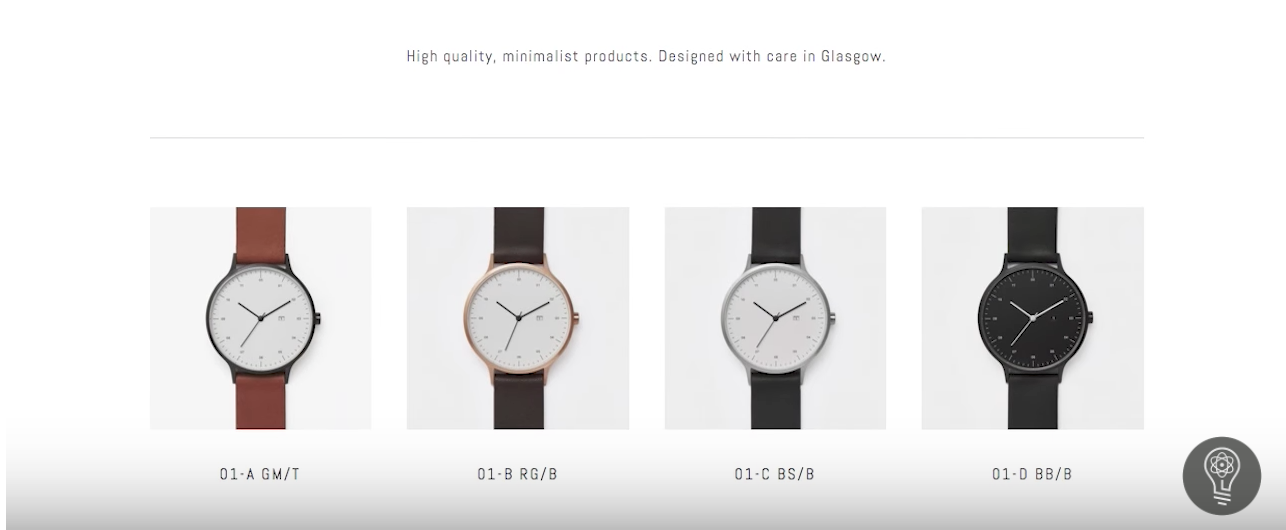 High quality, minimalist products. Designed with care in Glasgow.
01-A GM/T
01-B RG/B
01-C BS/B
01-D BB/B